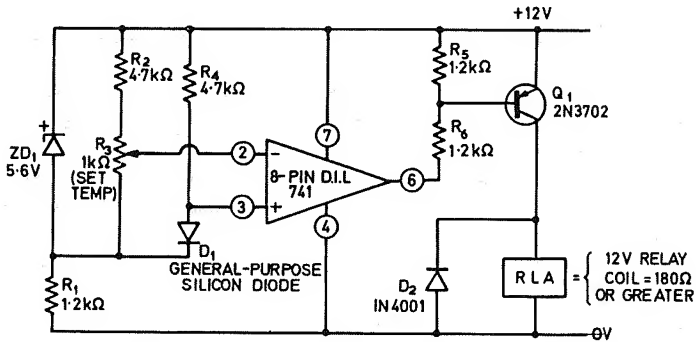 +12V
R2
4.7kΩ
R4
4.7kΩ
R5
1.2kΩ
Q1
2N3702
ZD1
5.6V
+
R3
1kΩ
(SET
TEMP)
2
-
7
8-PIN D.I.L
741
6
R6
1.2kΩ
3
+
4
D1
GENERAL-PURPOSE
SILICON DIODE
R1
1.2kΩ
D2
IN4001
RLA
=
12V RELAY
COIL=180Ω
OR GREATER
0V